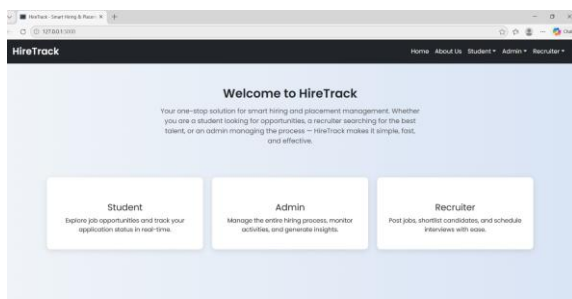 HireTrack - Smart Hiring & Place
127.0.0.1:5000
HireTrack
Home About Us Student Admin Recruiter
Welcome to HireTrack
Your one-stop solution for smart hiring and placement management. Whether
you are a student looking for opportunities, a recruiter searching for the best
talent, or an admin managing the process — HireTrack makes it simple, fast,
and effective.
Student
Explore job opportunities and track your
application status in real-time.
Admin
Manage the entire hiring process, monitor
activities, and generate insights.
Recruiter
Post jobs, shortlist candidates, and schedule
interviews with ease.